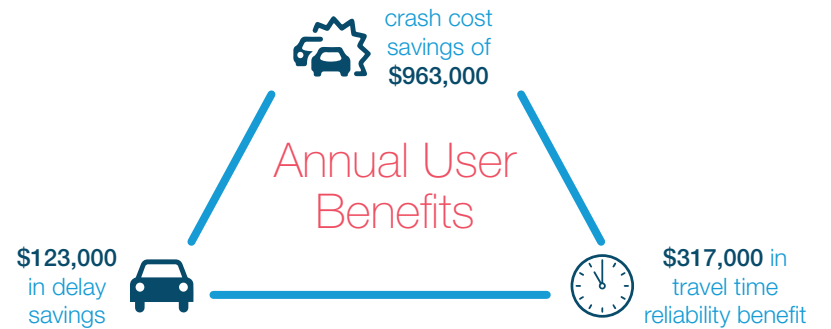 crash cost
savings of
$963,000
Annual User
Benefits
$123,000
in delay
savings
$317,000 in
travel time
reliability benefit